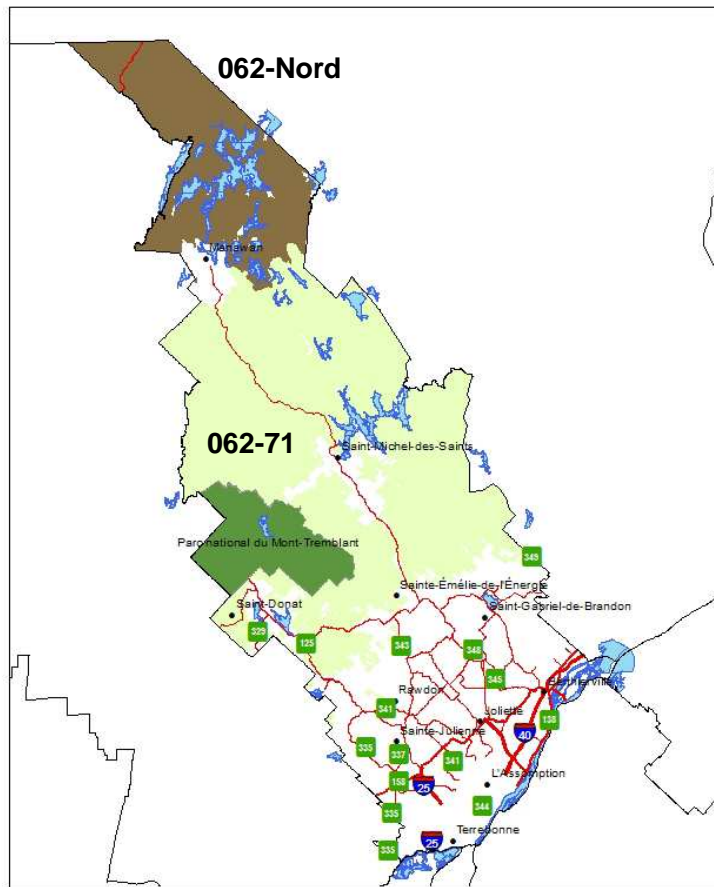 062-Nord
Manawan
062-71
Saint-Michel-des-Saints
Parc national du Mont-Tremblant
349
Sainte-Émélie-de-l'Énergie
Saint-Gabriel-de-Brandon
Saint-Donat
329
125
343
348
345
Berthierville
Rawdon
341
Joliette
138
Sainte-Julienne
40
335
337
341
158
25
L'Assomption
344
335
Terrebonne
25
335